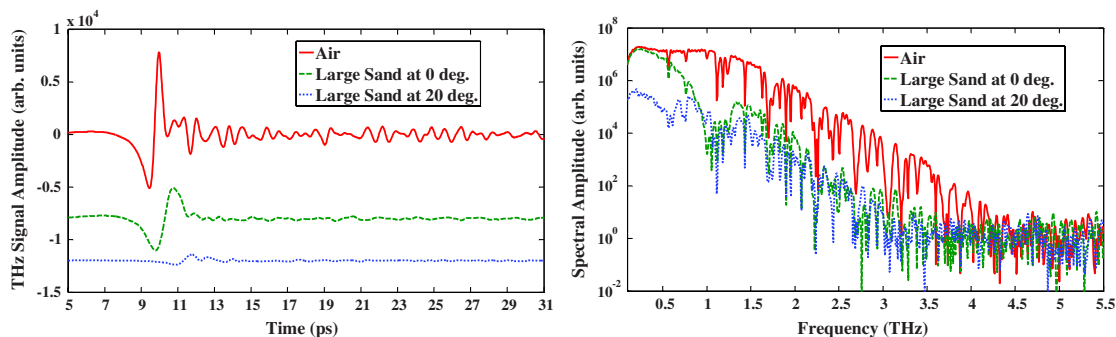 x 10^4
THz Signal Amplitude (arb. units)
1
0.5
0
-0.5
-1
-1.5
5 7 9 11 13 15 17 19 21 23 25 27 29 31
Time (ps)
Air
Large Sand at 0 deg.
Large Sand at 20 deg.
Spectral Amplitude (arb. units)
10^8
10^6
10^4
10^2
10^0
10^-2
0.5 1 1.5 2 2.5 3 3.5 4 4.5 5 5.5
Frequency (THz)
Air
Large Sand at 0 deg.
Large Sand at 20 deg.